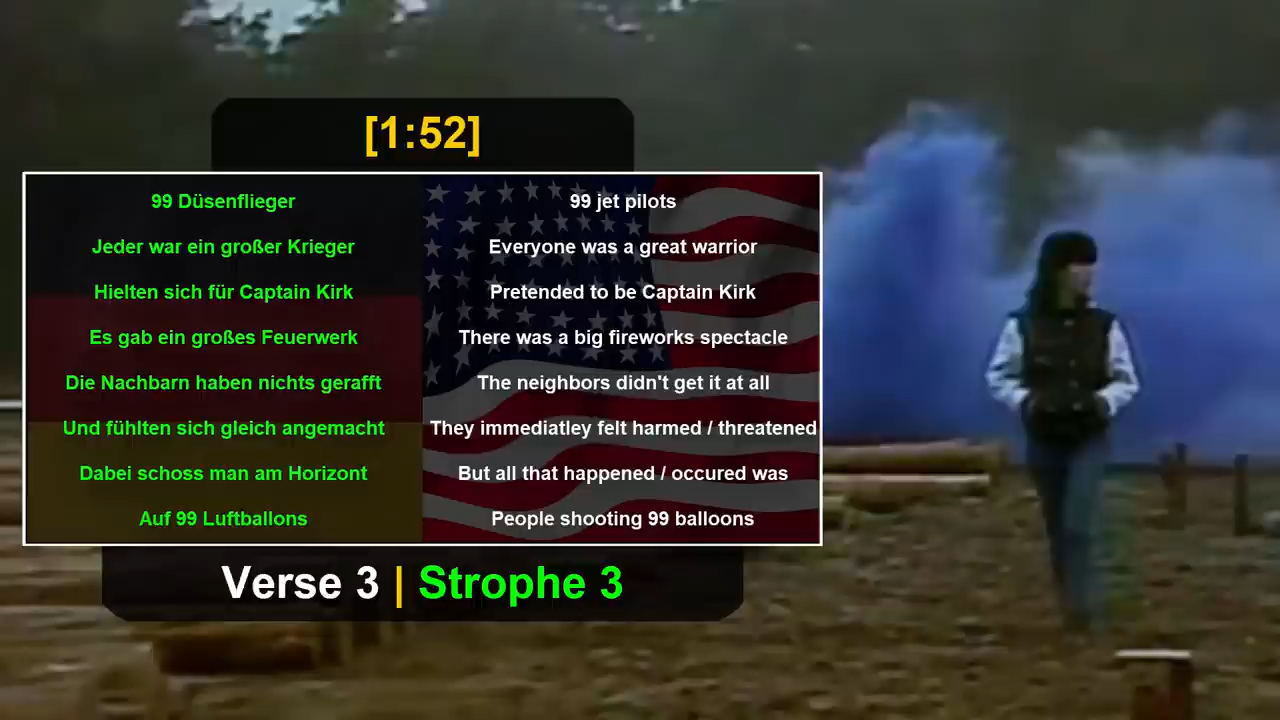 [1:52]
99 Düsenflieger
Jeder war ein großer Krieger
Hielten sich für Captain Kirk
Es gab ein großes Feuerwerk
Die Nachbarn haben nichts gerafft
Und fühlten sich gleich angemacht
Dabei schoss man am Horizont
Auf 99 Luftballons
99 jet pilots
Everyone was a great warrior
Pretended to be Captain Kirk
There was a big fireworks spectacle
The neighbors didn't get it at all
They immediatley felt harmed / threatened
But all that happened / occured was
People shooting 99 balloons
Verse 3 | Strophe 3